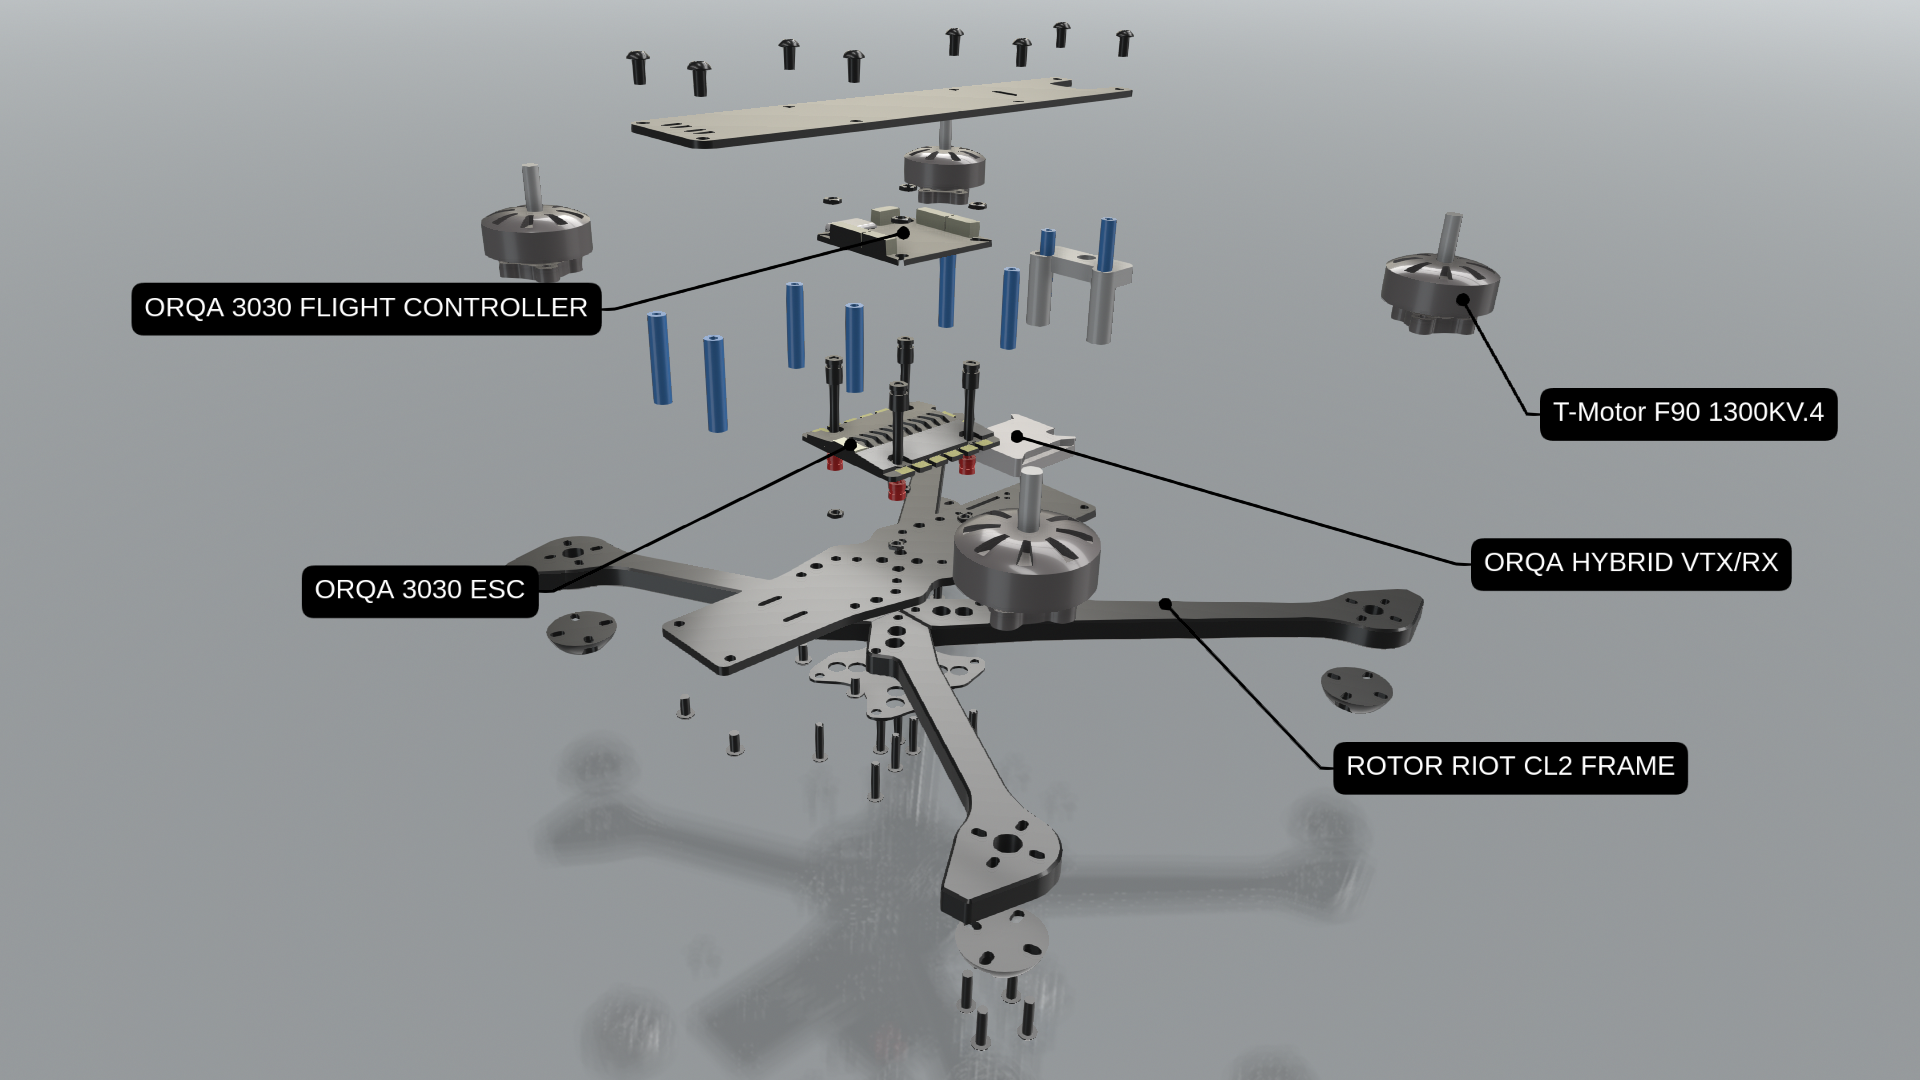 ORQA 3030 FLIGHT CONTROLLER
T-Motor F90 1300KV.4
ORQA HYBRID VTX/RX
ORQA 3030 ESC
ROTOR RIOT CL2 FRAME